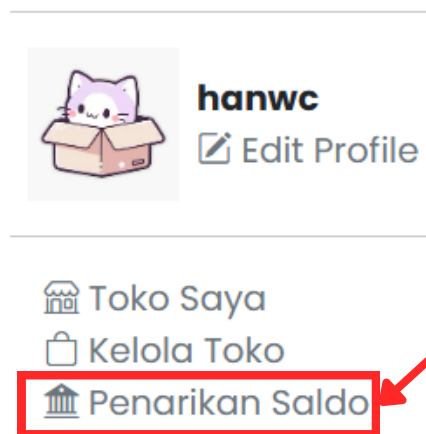 hanwc
Edit Profile
Toko Saya
Kelola Toko
Penarikan Saldo